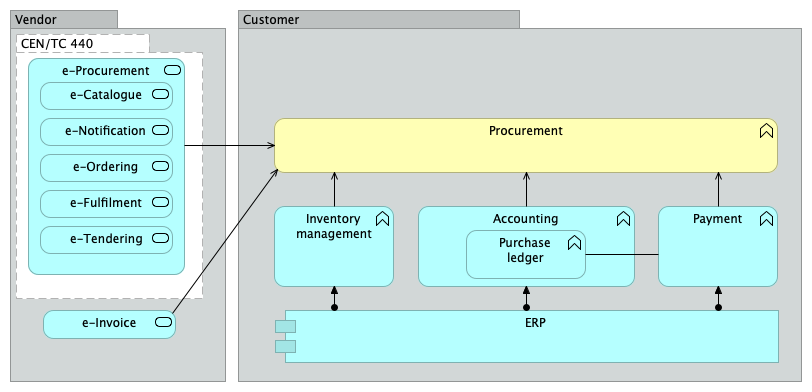 Vendor
CEN/TC 440
e-Procurement
e-Catalogue
e-Notification
e-Ordering
e-Fulfilment
e-Tendering
e-Invoice
Customer
Procurement
Inventory
management
Accounting
Purchase
ledger
Payment
ERP